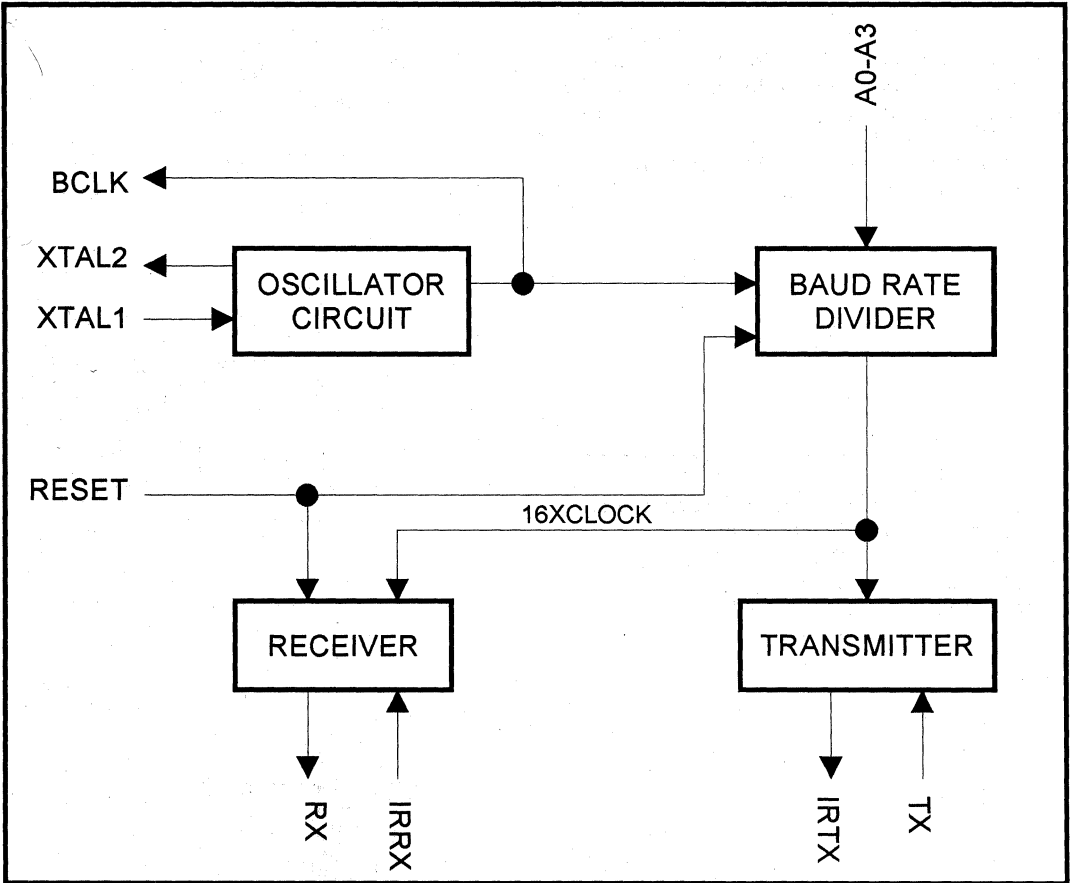 A0-A3
BCLK
XTAL2
XTAL1
OSCILLATOR
CIRCUIT
BAUD RATE
DIVIDER
RESET
16XCLOCK
RECEIVER
TRANSMITTER
RX
IRRX
IRTX
TX